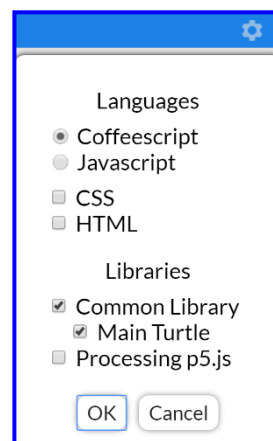 Languages
Coffeescript
Javascript
CSS
HTML
Libraries
Common Library
Main Turtle
Processing p5.js
OK Cancel